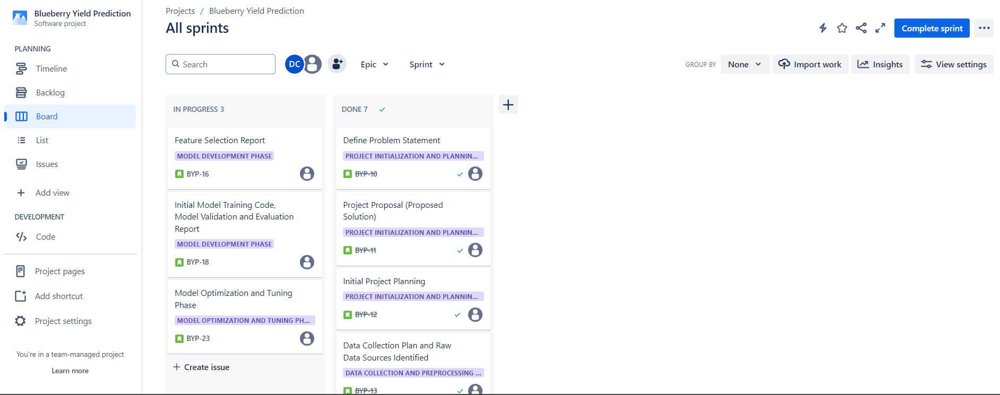 Blueberry Yield Prediction
Software project
PLANNING
Timeline
Backlog
Board
List
Issues
Add view
DEVELOPMENT
Code
Project pages
Add shortcut
Project settings
You're in a team-managed project
Learn more
Projects / Blueberry Yield Prediction
All sprints
Complete sprint
Search
DC
Epic
Sprint
GROUP BY
None
Import work
Insights
View settings
IN PROGRESS 3
Feature Selection Report
MODEL DEVELOPMENT PHASE
BYP-16
Initial Model Training Code,
Model Validation and Evaluation
Report
MODEL DEVELOPMENT PHASE
BYP-18
Model Optimization and Tuning
Phase
MODEL OPTIMIZATION AND TUNING PH...
BYP-23
Create issue
DONE 7
Define Problem Statement
PROJECT INITIALIZATION AND PLANNIN...
BYP-10
Project Proposal (Proposed
Solution)
PROJECT INITIALIZATION AND PLANNIN...
BYP-11
Initial Project Planning
PROJECT INITIALIZATION AND PLANNIN...
BYP-12
Data Collection Plan and Raw
Data Sources Identified
DATA COLLECTION AND PREPROCESSING ...
BYP-13